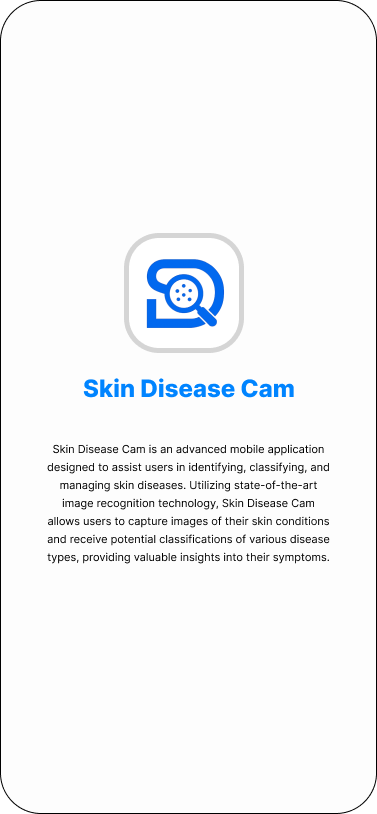 Skin Disease Cam
Skin Disease Cam is an advanced mobile application
designed to assist users in identifying, classifying, and
managing skin diseases. Utilizing state-of-the-art
image recognition technology, Skin Disease Cam
allows users to capture images of their skin conditions
and receive potential classifications of various disease
types, providing valuable insights into their symptoms.